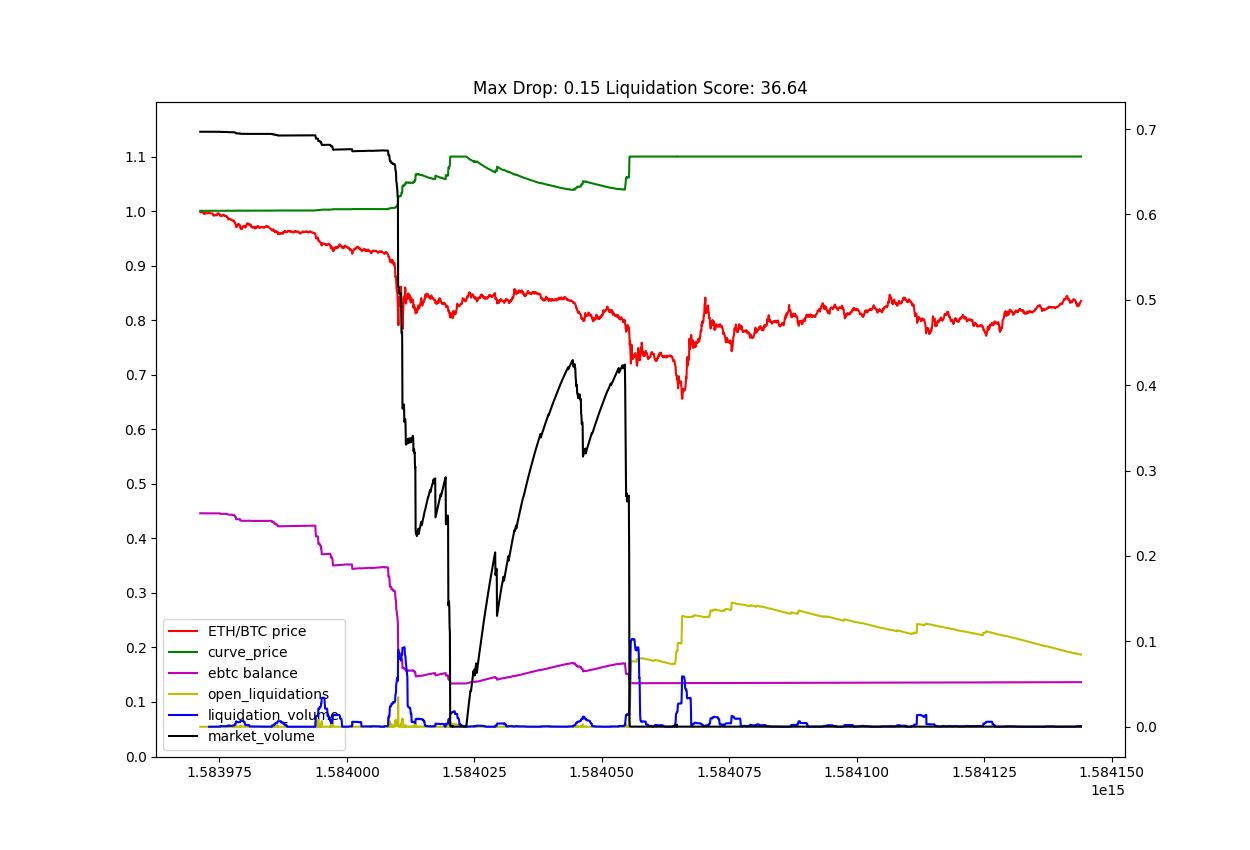 Max Drop: 0.15 Liquidation Score: 36.64
1.1
1.0
0.9
0.8
0.7
0.6
0.5
0.4
0.3
0.2
0.1
0.0
0.7
0.6
0.5
0.4
0.3
0.2
0.1
0.0
ETH/BTC price
curve_price
ebtc balance
open_liquidations
liquidation_volume
market_volume
1.583975 1.584000 1.584025 1.584050 1.584075 1.584100 1.584125 1.584150
1e15